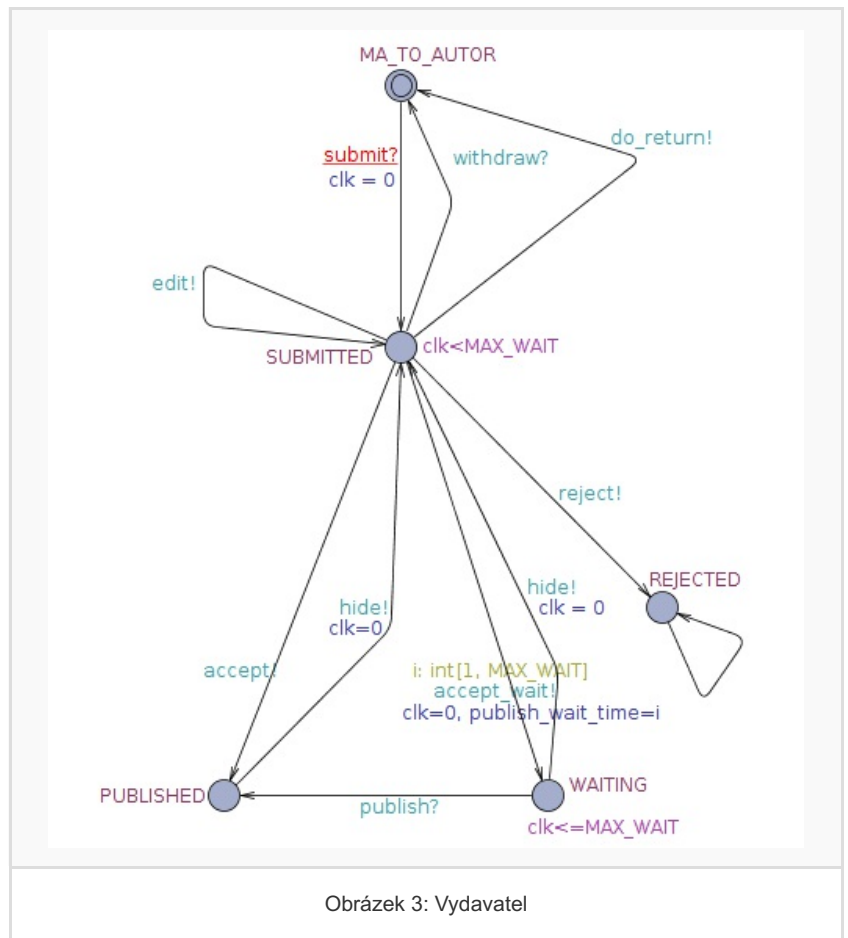 MA_TO_AUTOR
do_return!
submit?
withdraw?
clk = 0
edit!
SUBMITTED
clk<MAX_WAIT
reject!
REJECTED
hide!
clk = 0
hide!
clk=0
accept!
i: int[1, MAX_WAIT]
accept_wait!
clk=0, publish_wait_time=i
WAITING
PUBLISHED
publish?
clk<=MAX_WAIT
Obrázek 3: Vydavatel